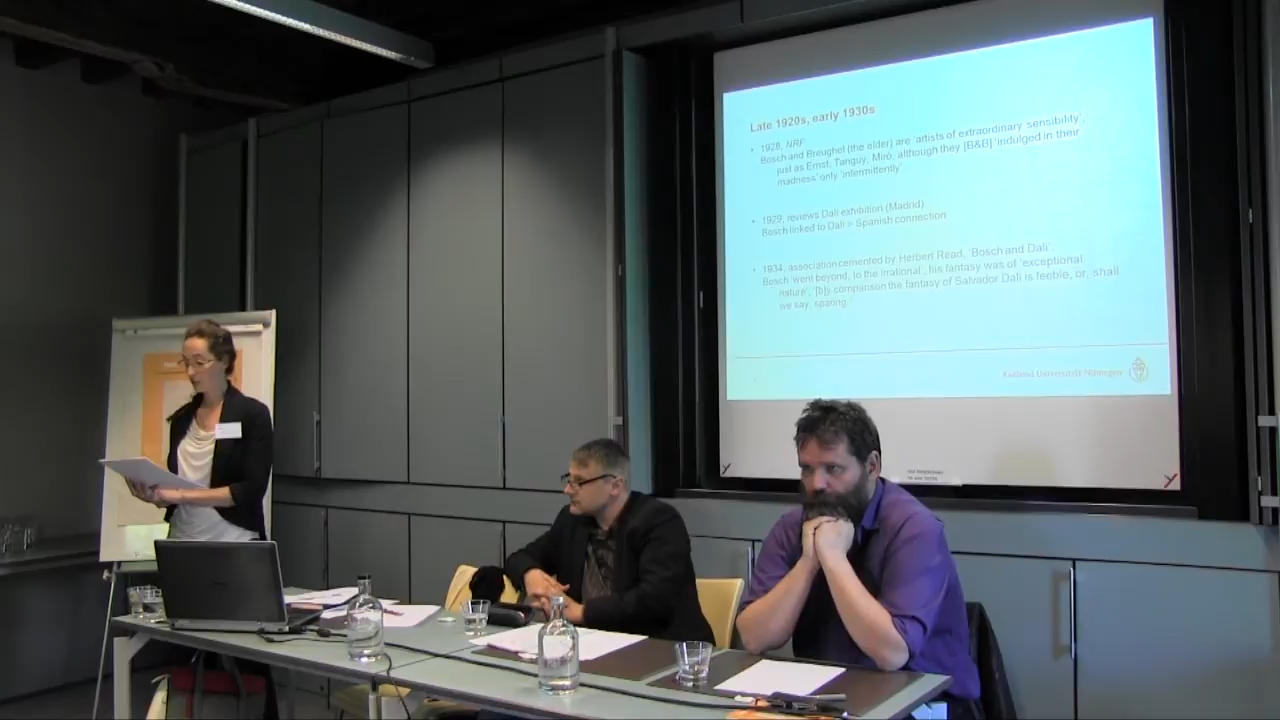 Late 1920s, early 1930s
• 1928, NRF
Bosch and Breughel (the elder) are 'artists of extraordinary sensibility',
just as Ernst, Tanguy, Miró, although they [B&B] 'indulged in their
madness' only 'intermittently'
• 1929, reviews Dalí exhibition (Madrid)
Bosch linked to Dalí > Spanish connection
• 1934, association cemented by Herbert Read, 'Bosch and Dalí'.
Bosch 'went beyond, to the irrational', his fantasy was of 'exceptional
nature', '[b]y comparison the fantasy of Salvador Dalí is feeble, or, shall
we say, sparing.'
Radboud Universiteit Nijmegen